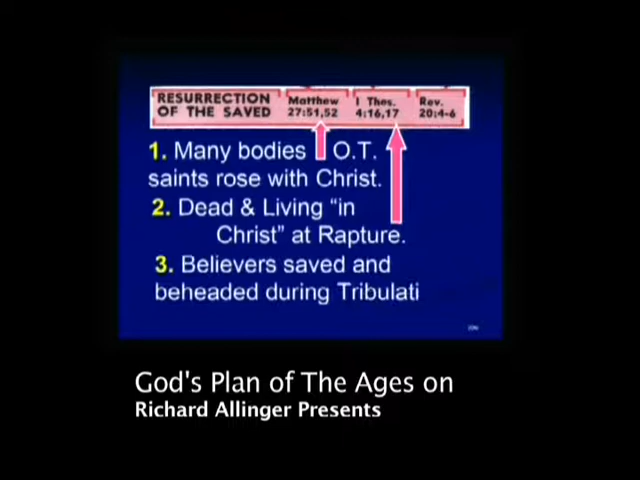 RESURRECTION OF THE SAVED
Matthew 27:51,52
I Thes. 4:16,17
Rev. 20:4-6
1. Many bodies O.T.
saints rose with Christ.
2. Dead & Living "in
Christ" at Rapture.
3. Believers saved and
beheaded during Tribulati
God's Plan of The Ages on
Richard Allinger Presents